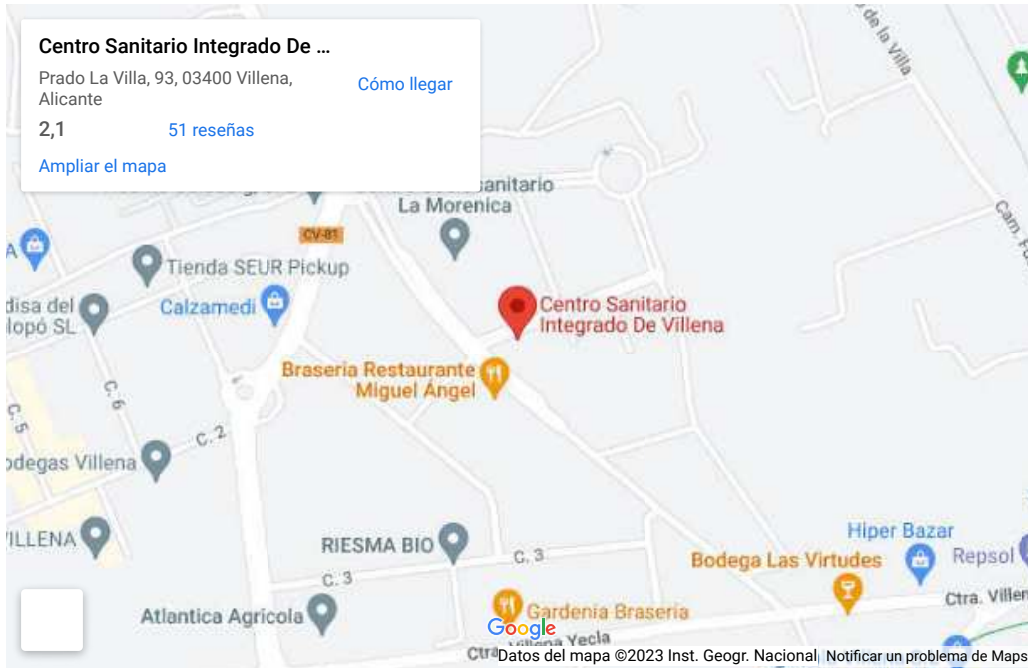 Centro Sanitario Integrado De ...
Prado La Villa, 93, 03400 Villena,
Alicante
Cómo llegar
2,1
51 reseñas
Ampliar el mapa
de la Villa
La Morenica
CV-81
Tienda SEUR Pickup
Calzamedi
Centro Sanitario
Integrado De Villena
Braseria Restaurante
Miguel Ángel
C. 6
C. 5
C. 2
Villena
RIESMA BIO
C. 3
C. 3
Hiper Bazar
Bodega Las Virtudes
Repsol
Atlantica Agricola
Gardenia Braseria
Google
Villena Yecla
Ctra.
Datos del mapa ©2023 Inst. Geogr. Nacional
Notificar un problema de Maps